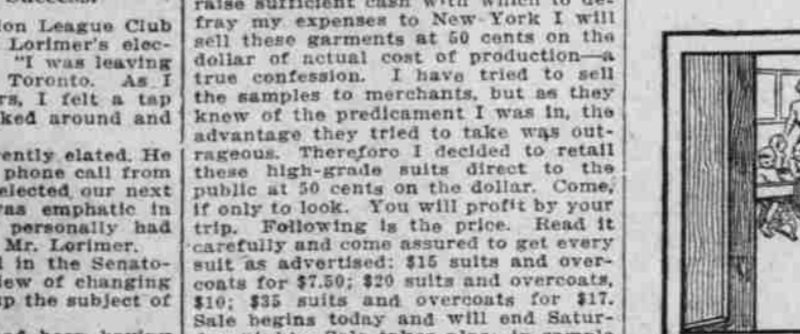 ion League Club
Lorimer's elec-
"I was leaving
Toronto. As I
rs, I felt a tap
ked around and
ently elated. He
phone call from
elected our next
vas emphatic in
personally had
Mr. Lorimer.
l in the Senato-
iew of changing
up the subject of
raise sufficient cash with which to de-
fray my expenses to New York I will
sell these garments at 50 cents on the
dollar of actual cost of production—a
true confession. I have tried to sell
the samples to merchants, but as they
knew of the predicament I was in, the
advantage they tried to take was out-
rageous. Therefore I decided to retail
these high-grade suits direct to the
public at 50 cents on the dollar. Come,
if only to look. You will profit by your
trip. Following is the price. Read it
carefully and come assured to get every
suit as advertised: $15 suits and over-
coats for $7.50; $20 suits and overcoats,
$10; $35 suits and overcoats for $17.
Sale begins today and will end Satur-